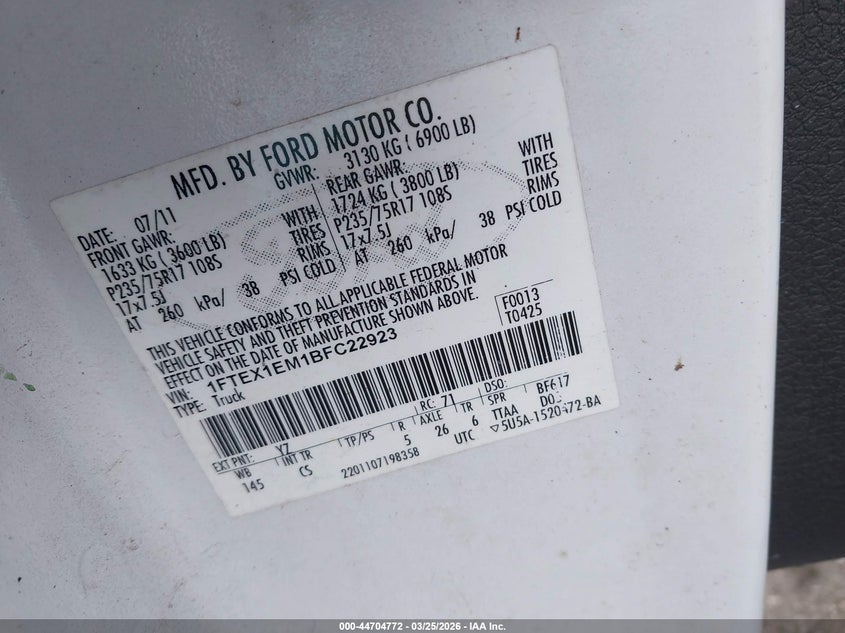 MFD. BY FORD MOTOR CO.
DATE: 07/11
GVWR: 3130 KG ( 6900 LB)
FRONT GAWR:
1633 KG ( 3600 LB)
P235/75R17 108S
17x7.5J
AT 260 kPa/ 38 PSI COLD
WITH
TIRES
RIMS
REAR GAWR:
1724 KG ( 3800 LB)
P235/75R17 108S
17x7.5J
AT 260 kPa/ 38 PSI COLD
WITH
TIRES
RIMS
THIS VEHICLE CONFORMS TO ALL APPLICABLE FEDERAL MOTOR
VEHICLE SAFETY AND THEFT PREVENTION STANDARDS IN
EFFECT ON THE DATE OF MANUFACTURE SHOWN ABOVE.
VIN: 1FTEX1EM1BFC22923
TYPE: Truck
F0013
T0425
EXT PNT: YZ
RC: 71
DSO:
WB
INT TR
TP/PS
R
AXLE
TR
SPR
BF617
145
CS
5
26
6
TTAA
2201107198358
UTC
000-44704772 - 03/25/2026 - IAA Inc.